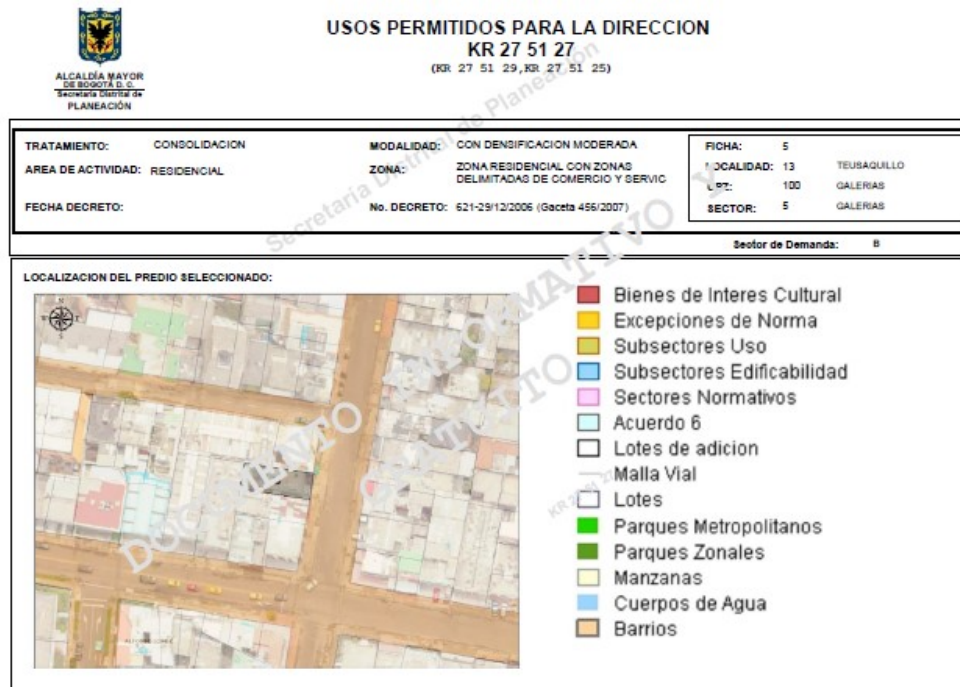 USOS PERMITIDOS PARA LA DIRECCION
KR 27 51 27
(KR 27 51 29,KR 27 51 25)
ALCALDÍA MAYOR
DE BOGOTÁ D. C.
Secretaría Distrital de
PLANEACIÓN
TRATAMIENTO: CONSOLIDACION
MODALIDAD: CON DENSIFICACION MODERADA
FICHA: 5
AREA DE ACTIVIDAD: RESIDENCIAL
ZONA: ZONA RESIDENCIAL CON ZONAS
DELIMITADAS DE COMERCIO Y SERVIC
LOCALIDAD: 13 TEUSAQUILLO
UPZ: 100 GALERIAS
FECHA DECRETO:
No. DECRETO: 621-29/12/2006 (Gaceta 456/2007)
SECTOR: 5 GALERIAS
Sector de Demanda: B
LOCALIZACION DEL PREDIO SELECCIONADO:
Bienes de Interes Cultural
Excepciones de Norma
Subsectores Uso
Subsectores Edificabilidad
Sectores Normativos
Acuerdo 6
Lotes de adicion
Malla Vial
Lotes
Parques Metropolitanos
Parques Zonales
Manzanas
Cuerpos de Agua
Barrios
Secretaría Distrital de Planeación
DOCUMENTO INFORMATIVO Y
GRATUITO
KR 27 51 27